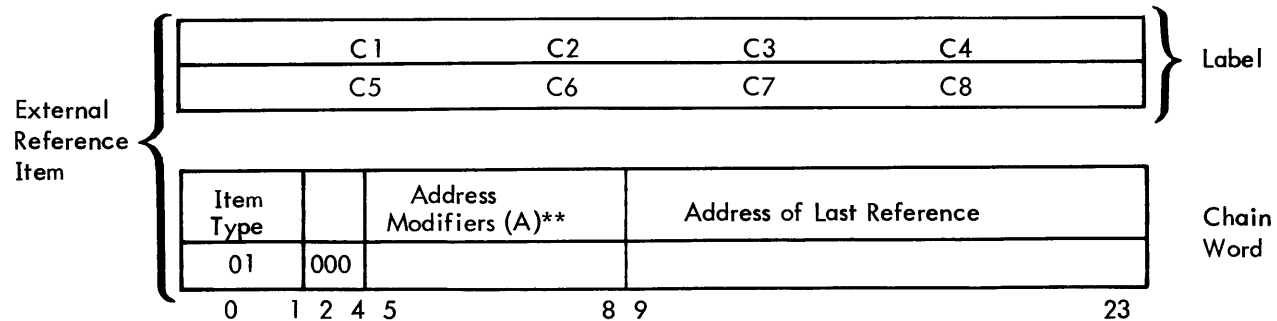 C1 C2 C3 C4
C5 C6 C7 C8
Label
External
Reference
Item
Item
Type
Address
Modifiers (A)**
Address of Last Reference
Chain
Word
01 000
0 1 2 4 5 8 9 23